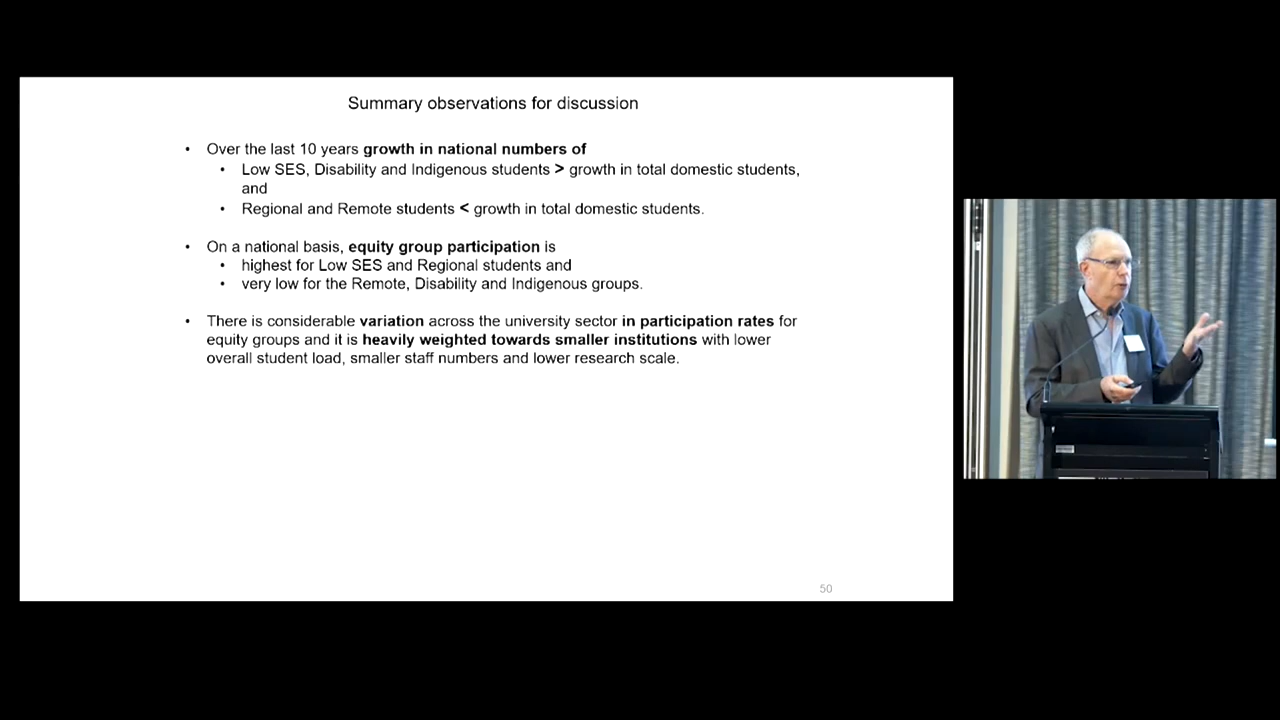 Summary observations for discussion
• Over the last 10 years growth in national numbers of
• Low SES, Disability and Indigenous students > growth in total domestic students,
and
• Regional and Remote students < growth in total domestic students.
• On a national basis, equity group participation is
• highest for Low SES and Regional students and
• very low for the Remote, Disability and Indigenous groups.
• There is considerable variation across the university sector in participation rates for
equity groups and it is heavily weighted towards smaller institutions with lower
overall student load, smaller staff numbers and lower research scale.
50